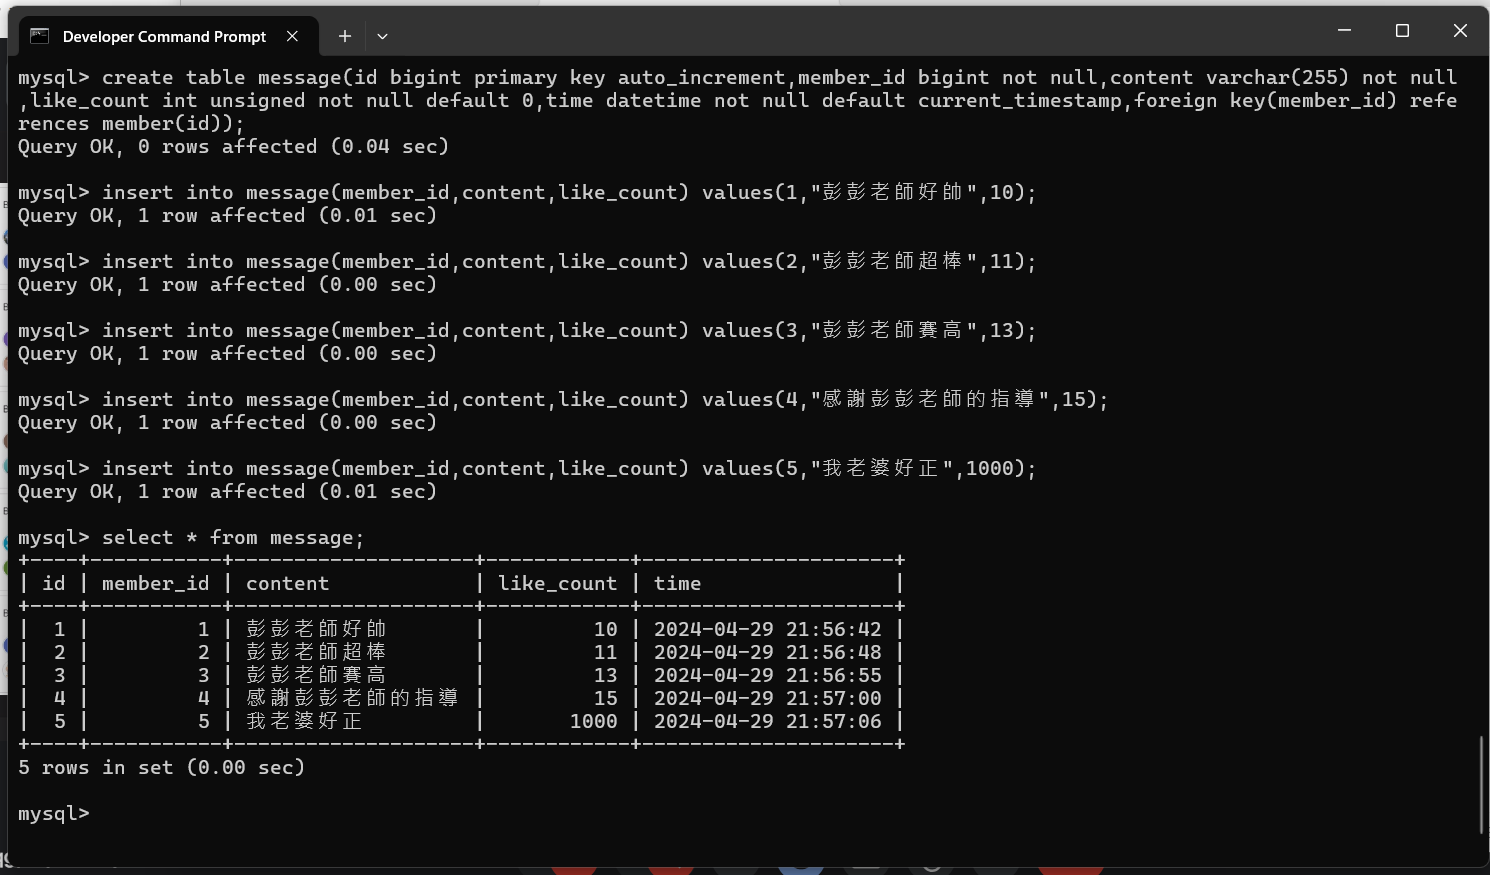 Developer Command Prompt
mysql> create table message(id bigint primary key auto_increment,member_id bigint not null,content varchar(255) not null
,like_count int unsigned not null default 0,time datetime not null default current_timestamp,foreign key(member_id) refe
rences member(id));
Query OK, 0 rows affected (0.04 sec)
mysql> insert into message(member_id,content,like_count) values(1,"彭彭老師好帥",10);
Query OK, 1 row affected (0.01 sec)
mysql> insert into message(member_id,content,like_count) values(2,"彭彭老師超棒",11);
Query OK, 1 row affected (0.00 sec)
mysql> insert into message(member_id,content,like_count) values(3,"彭彭老師賽高",13);
Query OK, 1 row affected (0.00 sec)
mysql> insert into message(member_id,content,like_count) values(4,"感謝彭彭老師的指導",15);
Query OK, 1 row affected (0.00 sec)
mysql> insert into message(member_id,content,like_count) values(5,"我老婆好正",1000);
Query OK, 1 row affected (0.01 sec)
mysql> select * from message;
+----+-----------+--------------------+------------+---------------------+
| id | member_id | content            | like_count | time                |
+----+-----------+--------------------+------------+---------------------+
|  1 |         1 | 彭彭老師好帥       |         10 | 2024-04-29 21:56:42 |
|  2 |         2 | 彭彭老師超棒       |         11 | 2024-04-29 21:56:48 |
|  3 |         3 | 彭彭老師賽高       |         13 | 2024-04-29 21:56:55 |
|  4 |         4 | 感謝彭彭老師的指導 |         15 | 2024-04-29 21:57:00 |
|  5 |         5 | 我老婆好正         |       1000 | 2024-04-29 21:57:06 |
+----+-----------+--------------------+------------+---------------------+
5 rows in set (0.00 sec)
mysql>